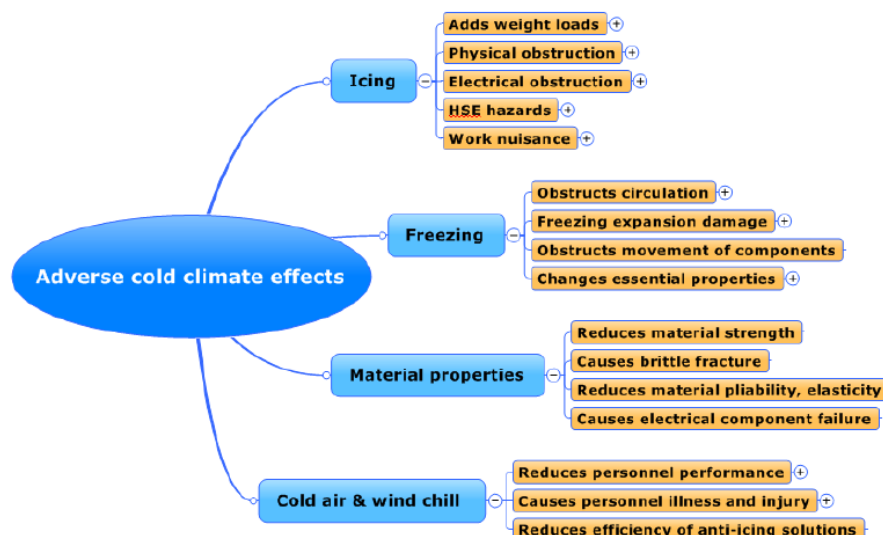 Adverse cold climate effects
Icing
Adds weight loads
Physical obstruction
Electrical obstruction
HSE hazards
Work nuisance
Freezing
Obstructs circulation
Freezing expansion damage
Obstructs movement of components
Changes essential properties
Material properties
Reduces material strength
Causes brittle fracture
Reduces material pliability, elasticity
Causes electrical component failure
Cold air & wind chill
Reduces personnel performance
Causes personnel illness and injury
Reduces efficiency of anti-icing solutions